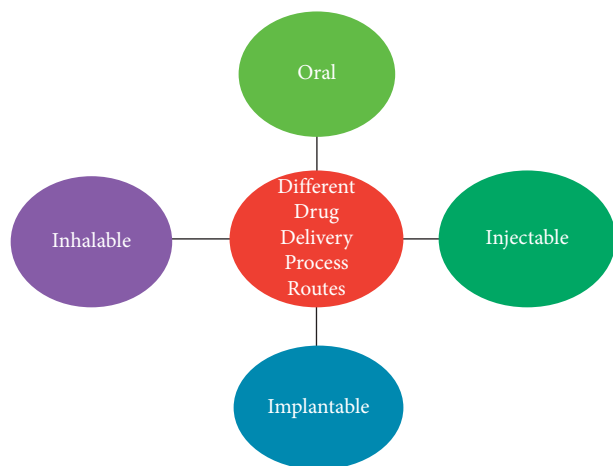 Oral
Inhalable
Different
Drug
Delivery
Process
Routes
Injectable
Implantable